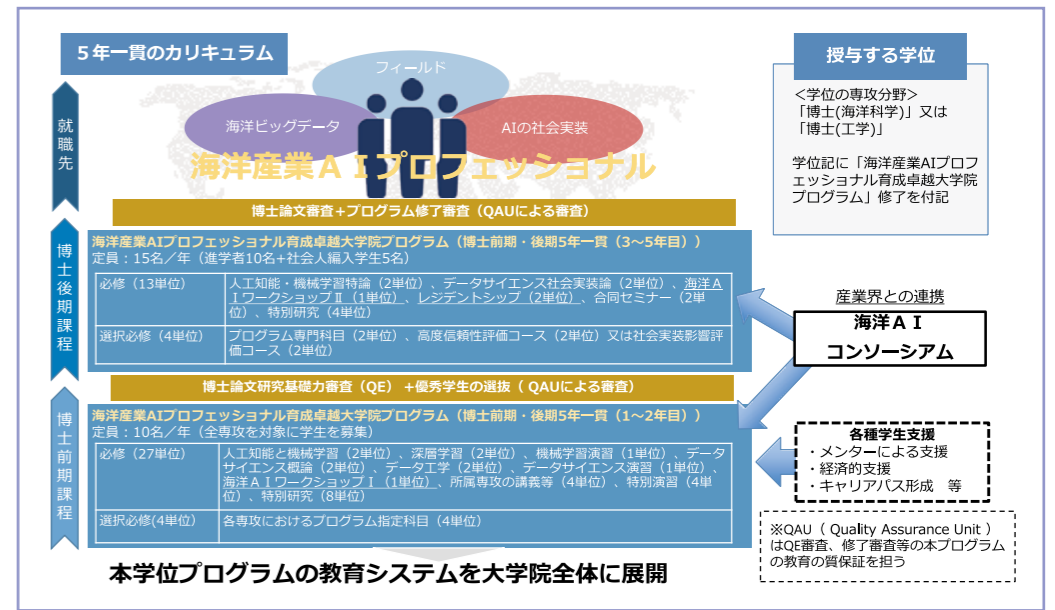 5年一貫のカリキュラム
フィールド
海洋ビッグデータ
AIの社会実装
海洋産業AIプロフェッショナル
就職先
博士論文審査+プログラム修了審査(QAUによる審査)
博士後期課程
海洋産業AIプロフェッショナル育成卓越大学院プログラム(博士前期・後期5年一貫(3~5年目))
定員:15名/年(進学者10名+社会人編入学生5名)
必修(13単位)
人工知能・機械学習特論(2単位)、データサイエンス社会実装論(2単位)、海洋A
IワークショップⅡ(1単位)、レジデントシップ(2単位)、合同セミナー(2単
位)、特別研究(4単位)
選択必修(4単位)
プログラム専門科目(2単位)、高度信頼性評価コース(2単位)又は社会実装影響評
価コース(2単位)
博士論文研究基礎力審査(QE) +優秀学生の選抜( QAUによる審査)
博士前期課程
海洋産業AIプロフェッショナル育成卓越大学院プログラム(博士前期・後期5年一貫(1~2年目))
定員:10名/年(全専攻を対象に学生を募集)
必修(27単位)
人工知能と機械学習(2単位)、深層学習(2単位)、機械学習演習(1単位)、データ
サイエンス概論(2単位)、データ工学(2単位)、データサイエンス演習(1単位)、
海洋AIワークショップⅠ(1単位)、所属専攻の講義等(4単位)、特別演習(4単
位)、特別研究(8単位)
選択必修(4単位)
各専攻におけるプログラム指定科目(4単位)
本学位プログラムの教育システムを大学院全体に展開
授与する学位
<学位の専攻分野>
「博士(海洋科学)」又は
「博士(工学)」
学位記に「海洋産業AIプロフ
ェッショナル育成卓越大学院
プログラム」修了を付記
産業界との連携
海洋AI
コンソーシアム
各種学生支援
・メンターによる支援
・経済的支援
・キャリアパス形成 等
※QAU( Quality Assurance Unit )
はQE審査、修了審査等の本プログラム
の教育の質保証を担う